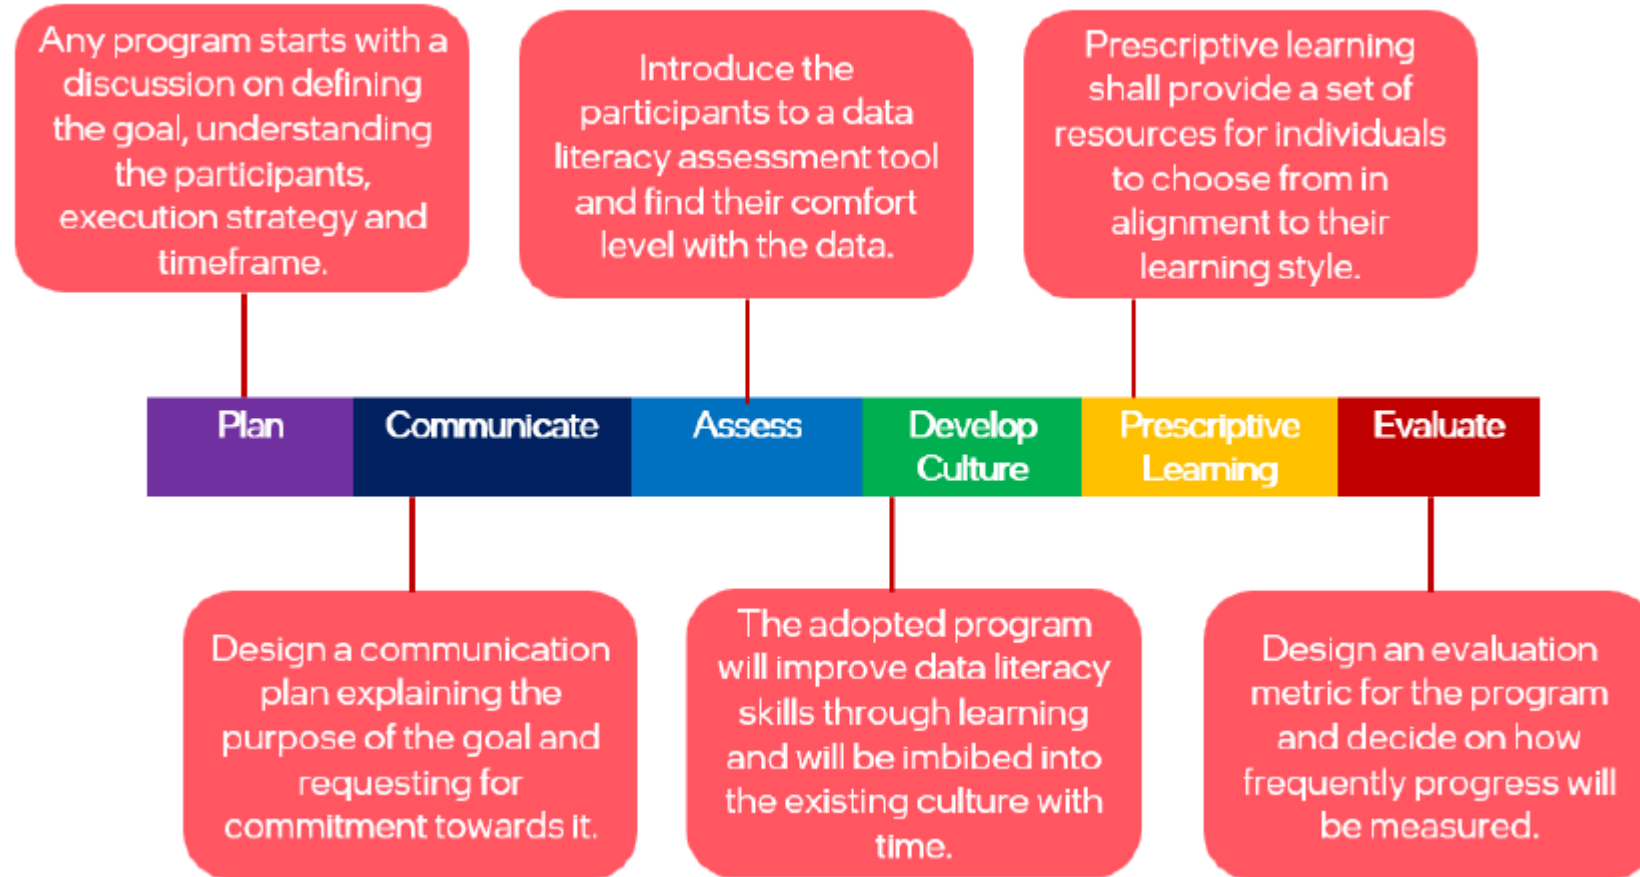 Any program starts with a
discussion on defining
the goal, understanding
the participants,
execution strategy and
timeframe.
Introduce the
participants to a data
literacy assessment tool
and find their comfort
level with the data.
Prescriptive learning
shall provide a set of
resources for individuals
to choose from in
alignment to their
learning style.
Plan
Communicate
Assess
Develop
Culture
Prescriptive
Learning
Evaluate
Design a communication
plan explaining the
purpose of the goal and
requesting for
commitment towards it.
The adopted program
will improve data literacy
skills through learning
and will be imbibed into
the existing culture with
time.
Design an evaluation
metric for the program
and decide on how
frequently progress will
be measured.